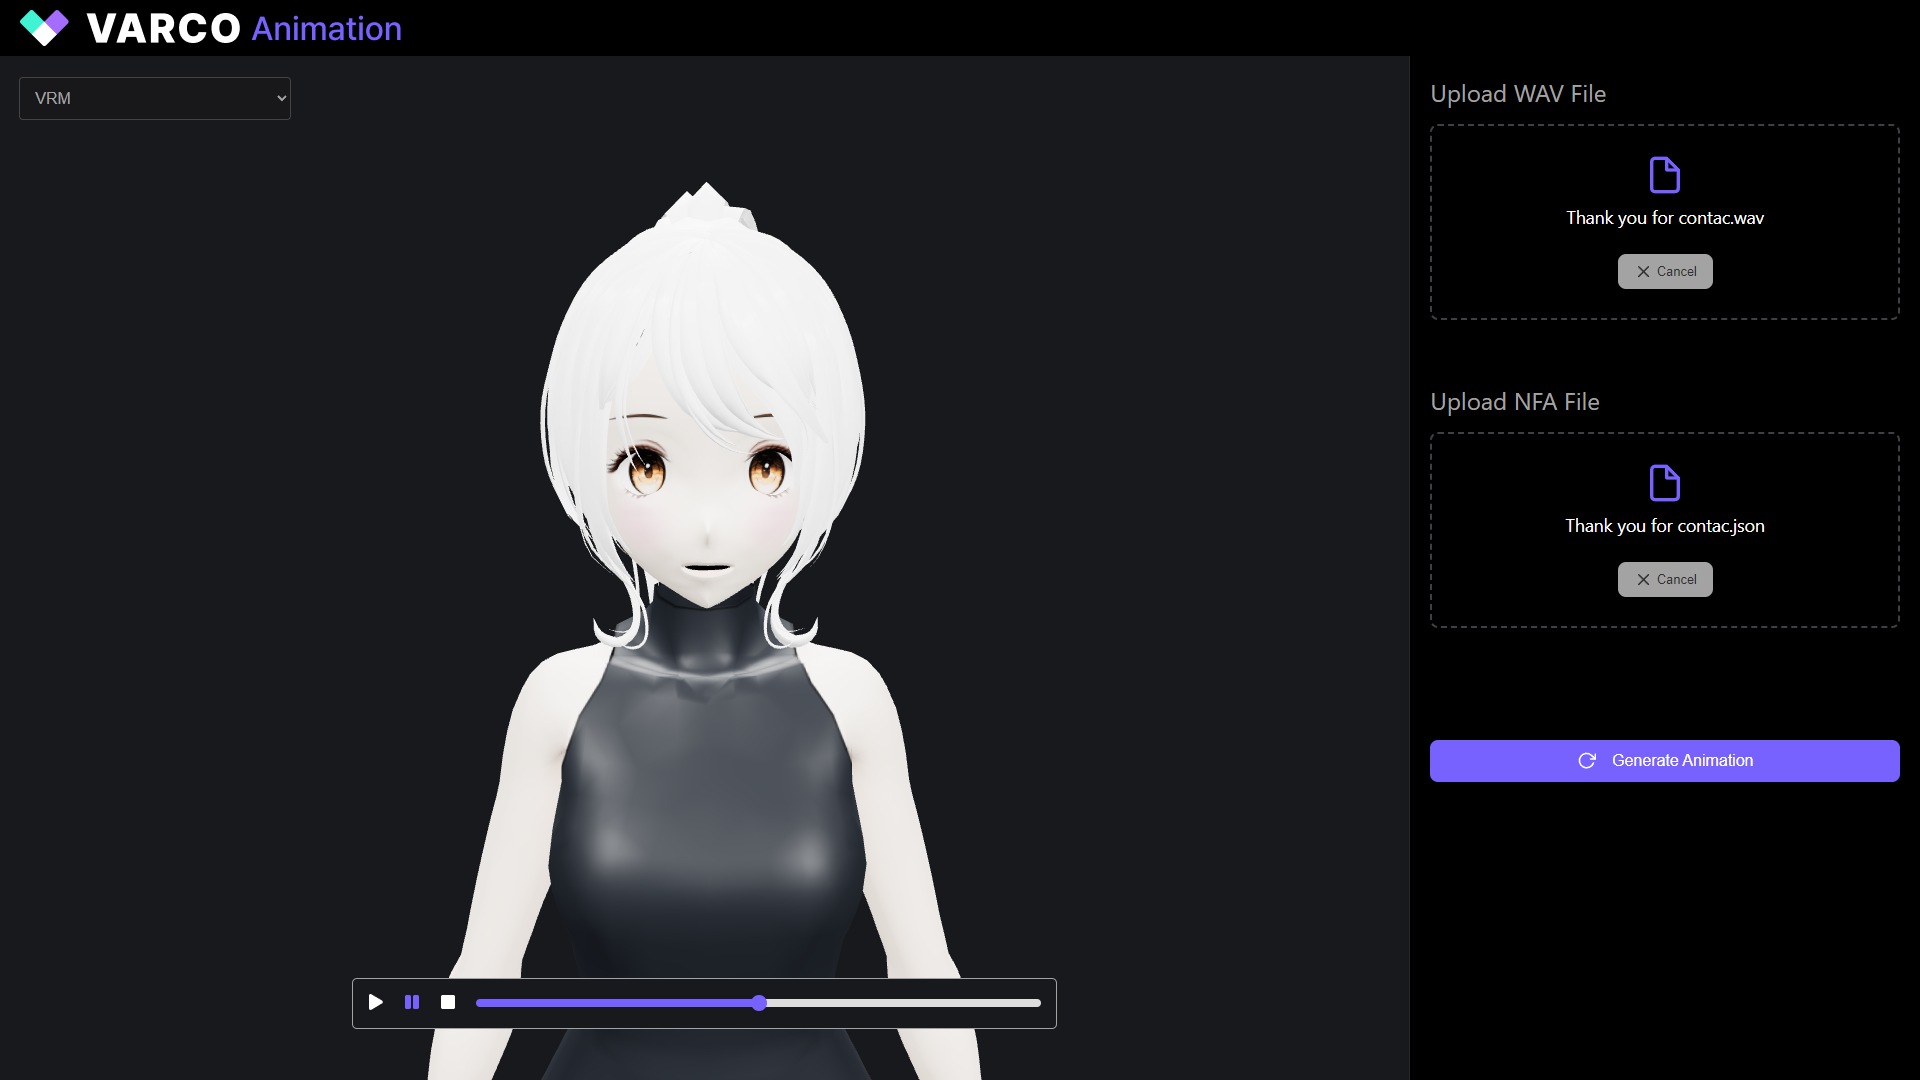 VARCO Animation
VRM
Upload WAV File
Thank you for contac.wav
Cancel
Upload NFA File
Thank you for contac.json
Cancel
Generate Animation